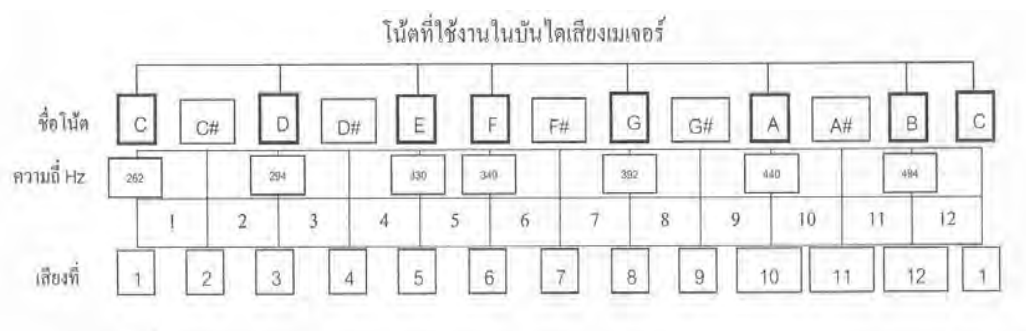 โน้ตที่ใช้งานในบันไดเสียงเมเจอร์
ชื่อโน้ต C C# D D# E F F# G G# A A# B C
ความถี่ Hz 262 294 330 349 392 440 494
1 2 3 4 5 6 7 8 9 10 11 12
เสียงที่ 1 2 3 4 5 6 7 8 9 10 11 12 1